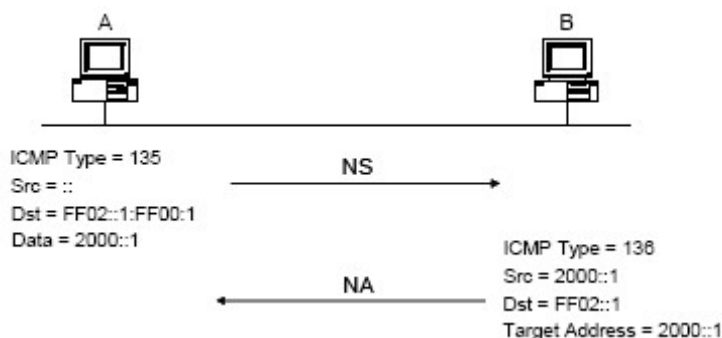 A
B
ICMP Type = 135
Src = ::
Dst = FF02::1:FF00:1
Data = 2000::1
NS
ICMP Type = 136
Src = 2000::1
Dst = FF02::1
Target Address = 2000::1
NA